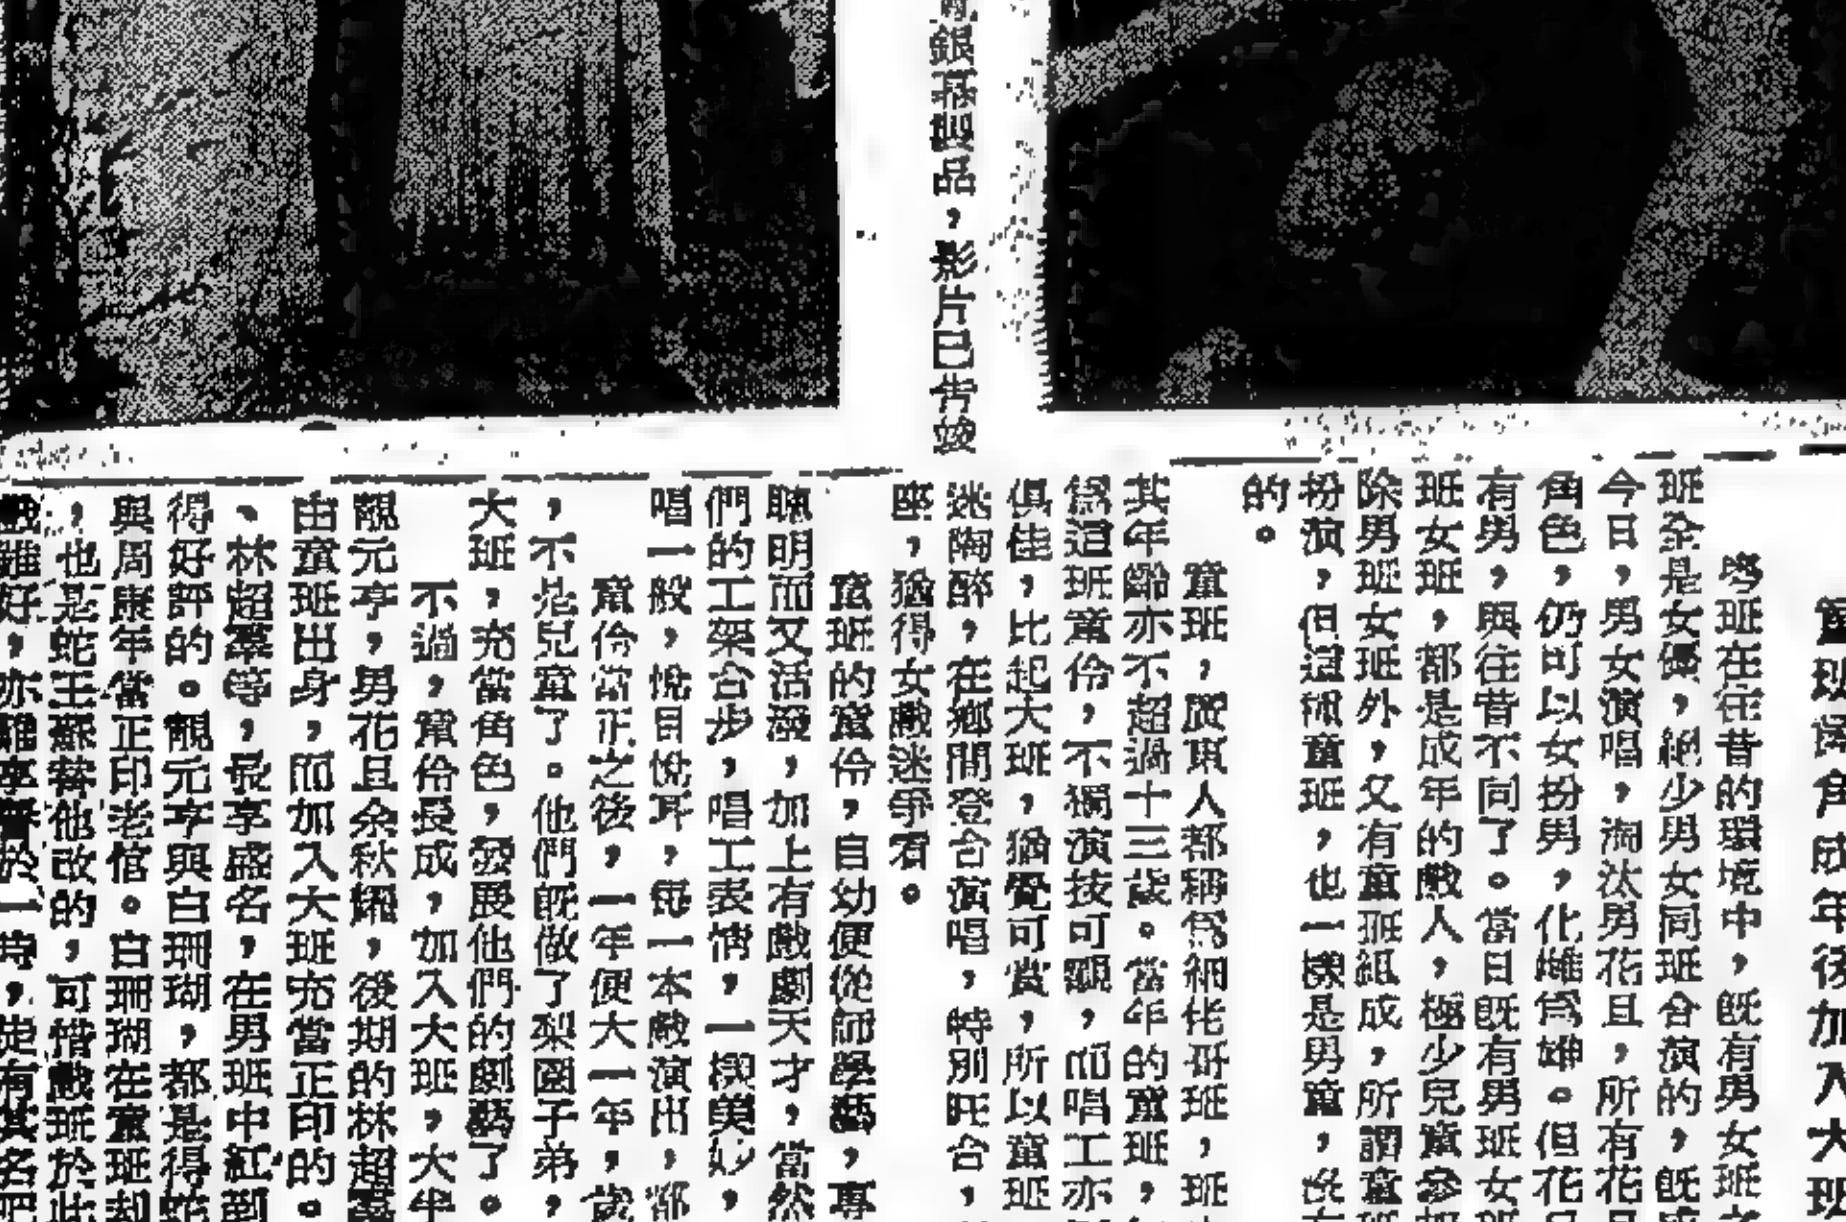 銀幕製品，影片已告竣
童班要角成年後加入大班
粵班在往昔的環境中，既有男女班
班全是女優，絕少男女同班合演的，既
今日，男女演唱，淘汰男花旦，所有花
角色，仍可以女扮男，化雌爲雄。但花
有男，與往昔不同了。當日既有男班女
班女班，都是成年的戲人，極少兒童參
除男班女班外，又有童班組成，所謂童
扮演，但這種童班，也一樣是男童，
的。
童班，廣東人都稱爲細佬哥班，班
其年齡亦不超過十三歲。當年的童班，
爲這班童伶，不獨演技可觀，而唱工亦
俱佳，比起大班，猶覺可賞，所以童班
迷陶醉，在鄉間登台演唱，特別旺台，
座，猶得女戲迷爭看。
童班的童伶，自幼便從師學藝，專
聰明而又活潑，加上有戲劇天才，當然
們的工架台步，唱工表情，一樣美妙，
唱一般，悅目悅耳，每一本戲演出，都
童伶當正之後，一年便大一年，歲
，不是兒童了。他們既做了梨園子弟，
大班，充當角色，發展他們的劇藝了。
不過，童伶長成，加入大班，大半
靚元亨，男花旦余秋耀，後期的林超羣
由童班出身，而加入大班充當正印的。
、林超羣等，最享盛名，在男班中紅到
得好評的。靚元亨與白珊瑚，都是得蛇
與周康年當正印老倌。白珊瑚在童班却
，也是蛇王蘇替他改的，可惜戲班於此
雖好，亦難享譽於一時，徒有其名吧